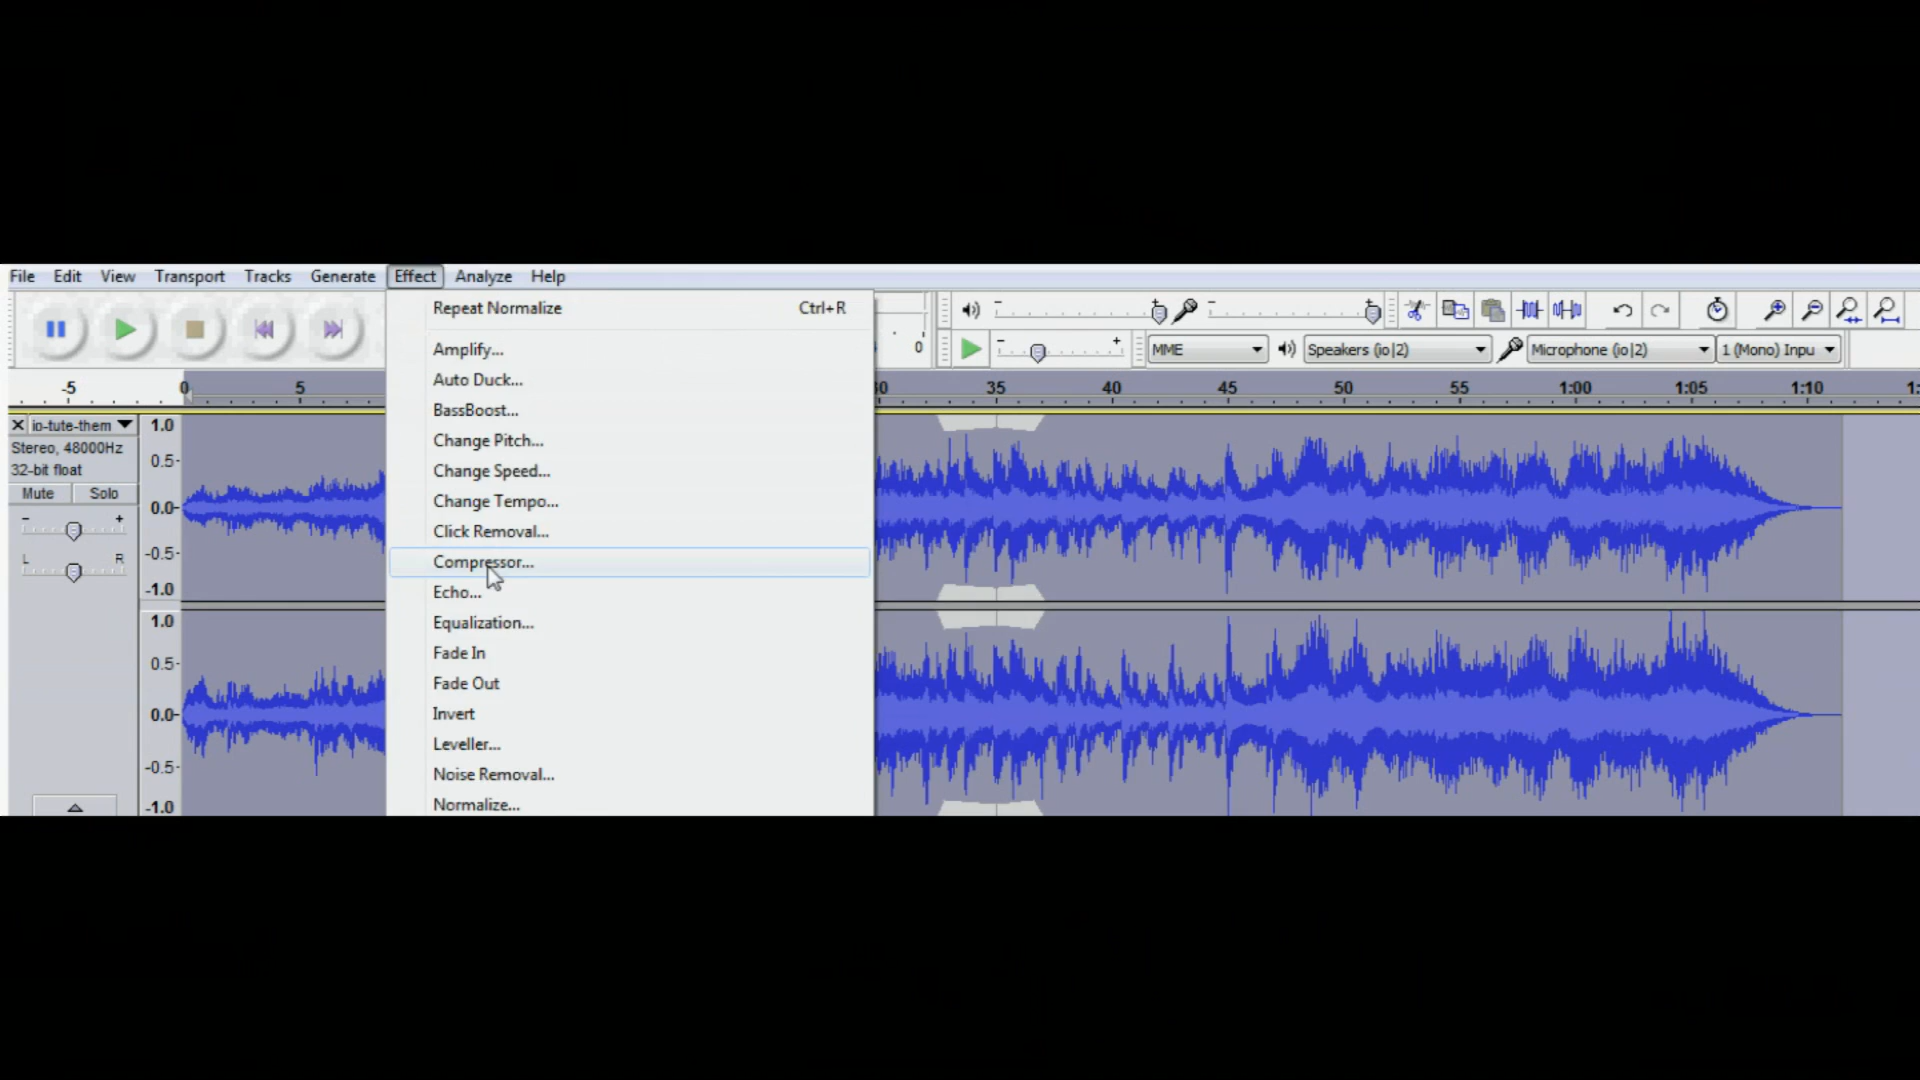 File Edit View Transport Tracks Generate Effect Analyze Help
Repeat Normalize Ctrl+R
Amplify...
Auto Duck...
BassBoost...
Change Pitch...
Change Speed...
Change Tempo...
Click Removal...
Compressor...
Echo...
Equalization...
Fade In
Fade Out
Invert
Leveller...
Noise Removal...
Normalize...
0
MME Speakers (io|2) Microphone (io|2) 1 (Mono) Inpu
-5 0 5 35 40 45 50 55 1:00 1:05 1:10
io-tute-them
Stereo, 48000Hz
32-bit float
Mute Solo
- +
L R
1.0
0.5
0.0
-0.5
-1.0
1.0
0.5
0.0
-0.5
-1.0